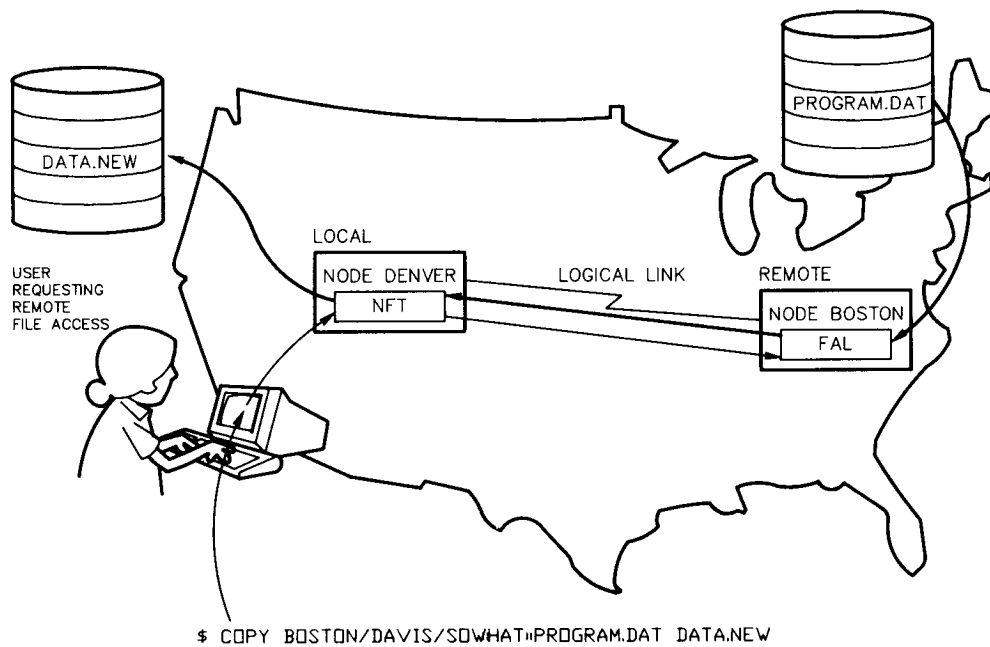 PROGRAM.DAT
DATA.NEW
LOCAL
NODE DENVER
NFT
LOGICAL LINK
REMOTE
NODE BOSTON
FAL
USER
REQUESTING
REMOTE
FILE ACCESS
$ COPY BOSTON/DAVIS/SOWHAT::PROGRAM.DAT DATA.NEW